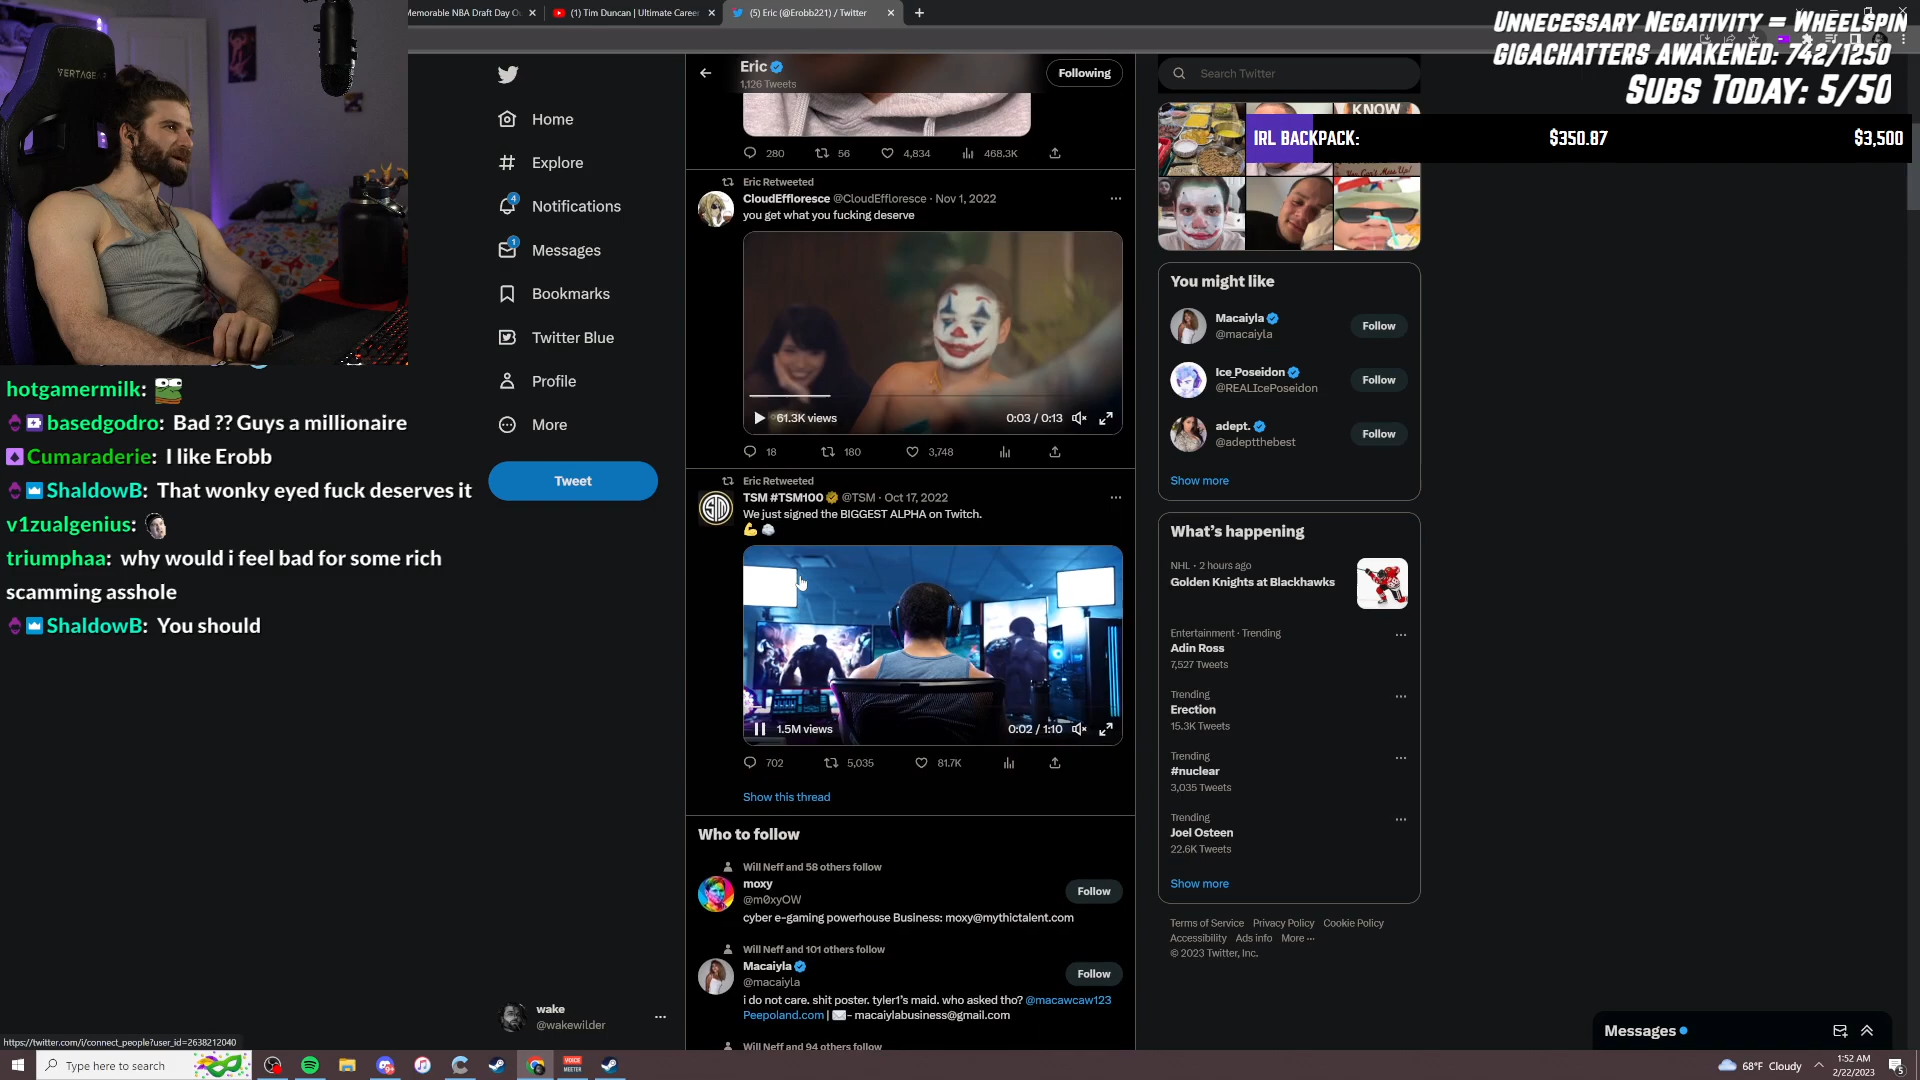 Memorable NBA Draft Day O
(1) Tim Duncan | Ultimate Career
(5) Eric (@Erobb221) / Twitter
UNNECESSARY NEGATIVITY = WHEELSPIN
GIGACHATTERS AWAKENED: 742/1250
SUBS TODAY: 5/50
IRL BACKPACK: $350.87 $3,500
VERTAGEAR
hotgamermilk:
basedgodro: Bad ?? Guys a millionaire
Cumaraderie: I like Erobb
ShaldowB: That wonky eyed fuck deserves it
v1zualgenius:
triumphaa: why would i feel bad for some rich
scamming asshole
ShaldowB: You should
Home
Explore
4
Notifications
1
Messages
Bookmarks
Twitter Blue
Profile
More
Tweet
wake
@wakewilder
Eric
1,126 Tweets
Following
280 56 4,834 468.3K
Eric Retweeted
CloudEffloresce @CloudEffloresce · Nov 1, 2022
you get what you fucking deserve
61.3K views 0:03 / 0:13
18 180 3,748
Eric Retweeted
TSM #TSM100 @TSM · Oct 17, 2022
We just signed the BIGGEST ALPHA on Twitch.
💪
1.5M views 0:02 / 1:10
702 5,035 81.7K
Show this thread
Who to follow
Will Neff and 58 others follow
moxy
@m0xyOW
Follow
cyber e-gaming powerhouse Business: moxy@mythictalent.com
Will Neff and 101 others follow
Macaiyla
@macaiyla
Follow
i do not care. shit poster. tyler1's maid. who asked tho? @macawcaw123
Peepoland.com | ✉️- macaiylabusiness@gmail.com
Will Neff and 94 others follow
Search Twitter
KNOW
You Can't Mess Up!
You might like
Macaiyla
@macaiyla
Follow
Ice_Poseidon
@REALIcePoseidon
Follow
adept.
@adeptthebest
Follow
Show more
What's happening
NHL · 2 hours ago
Golden Knights at Blackhawks
Entertainment · Trending
Adin Ross
7,527 Tweets
Trending
Erection
15.3K Tweets
Trending
#nuclear
3,035 Tweets
Trending
Joel Osteen
22.6K Tweets
Show more
Terms of Service Privacy Policy Cookie Policy
Accessibility Ads info More ···
© 2023 Twitter, Inc.
Messages
https://twitter.com/i/connect_people?user_id=2638212040
Type here to search
VOICE
MEETER
68°F Cloudy
1:52 AM
2/22/2023
5